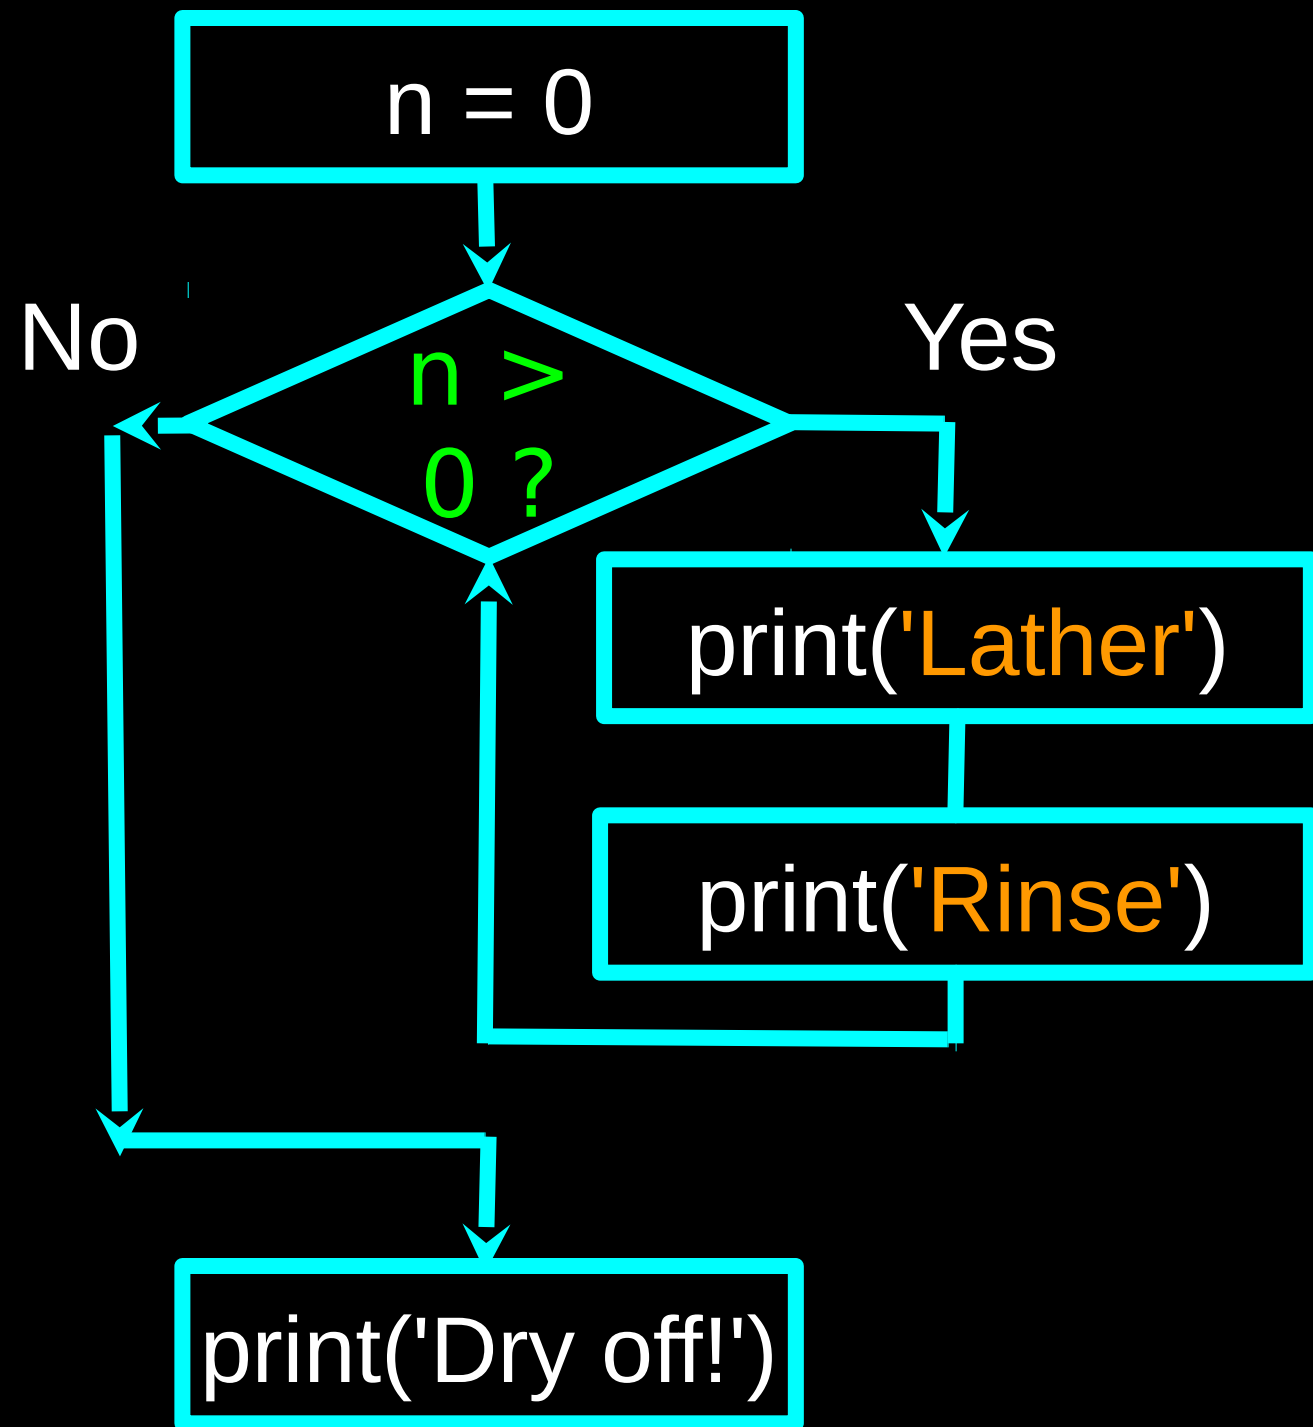 n = 0
No
Yes
n >
0 ?
print('Lather')
print('Rinse')
print('Dry off!')